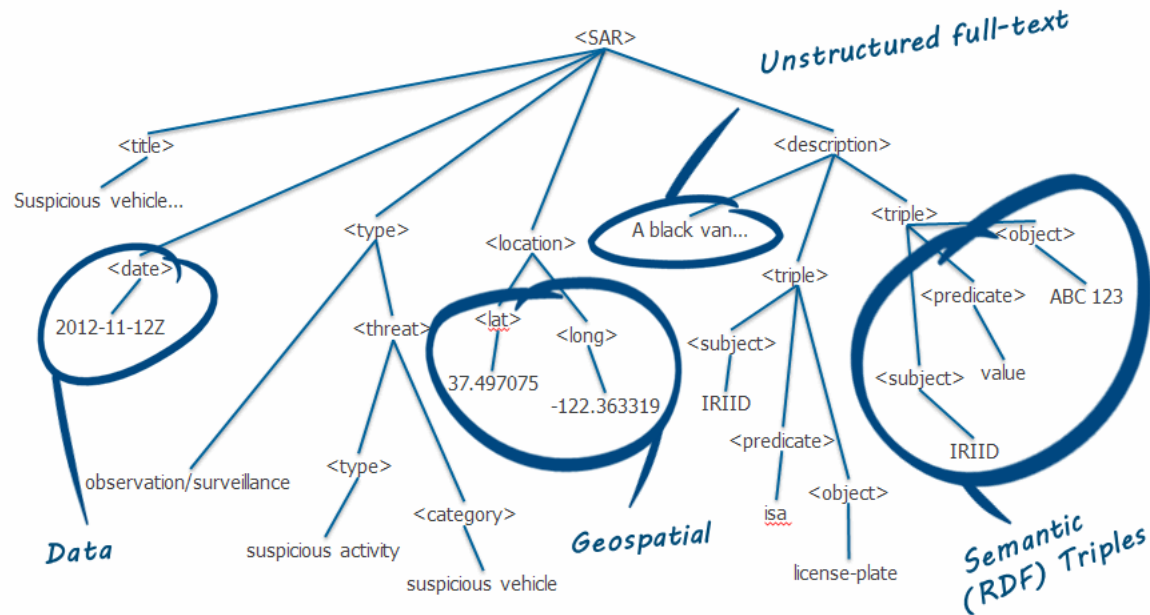 <SAR>
Unstructured full-text
<title>
<description>
Suspicious vehicle...
<type>
<location>
A black van...
<triple>
<object>
<date>
<triple>
<predicate>
ABC 123
2012-11-12Z
<threat>
<lat>
<long>
<subject>
<subject>
value
37.497075
-122.363319
IRIID
<predicate>
IRIID
<type>
observation/surveillance
<object>
<category>
isa
suspicious activity
suspicious vehicle
license-plate
Data
Geospatial
Semantic
(RDF) Triples